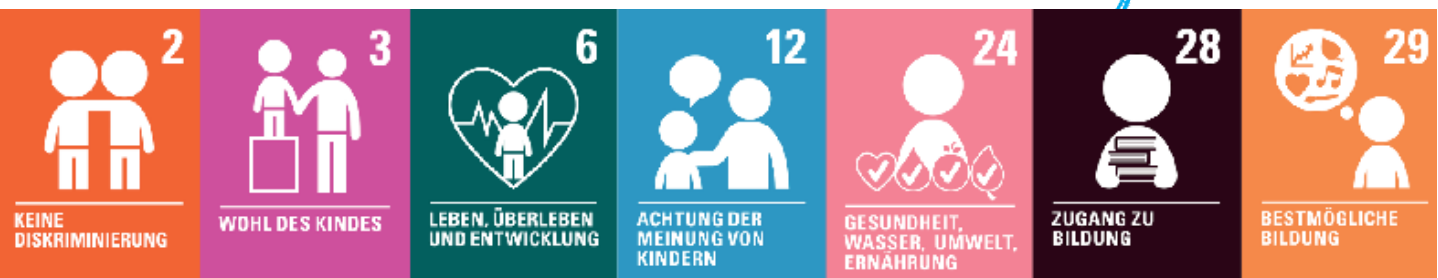 2
KEINE
DISKRIMINIERUNG
3
WOHL DES KINDES
6
LEBEN, ÜBERLEBEN
UND ENTWICKLUNG
12
ACHTUNG DER
MEINUNG VON
KINDERN
24
GESUNDHEIT,
WASSER, UMWELT,
ERNÄHRUNG
28
ZUGANG ZU
BILDUNG
29
BESTMÖGLICHE
BILDUNG